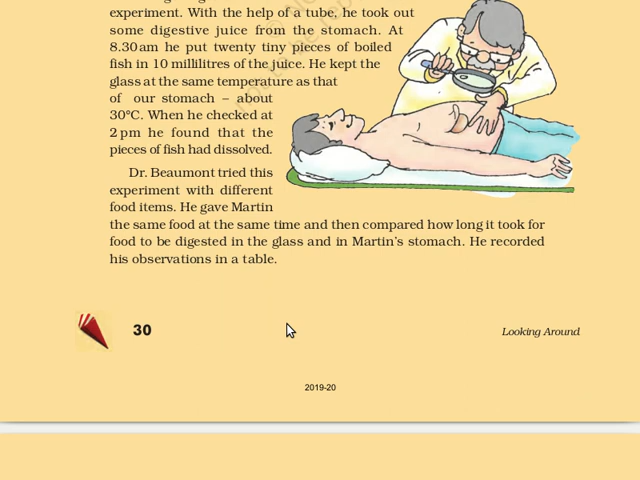 experiment. With the help of a tube, he took out
some digestive juice from the stomach. At
8.30 am he put twenty tiny pieces of boiled
fish in 10 millilitres of the juice. He kept the
glass at the same temperature as that
of our stomach – about
30°C. When he checked at
2 pm he found that the
pieces of fish had dissolved.
Dr. Beaumont tried this
experiment with different
food items. He gave Martin
the same food at the same time and then compared how long it took for
food to be digested in the glass and in Martin's stomach. He recorded
his observations in a table.
30
Looking Around
2019-20